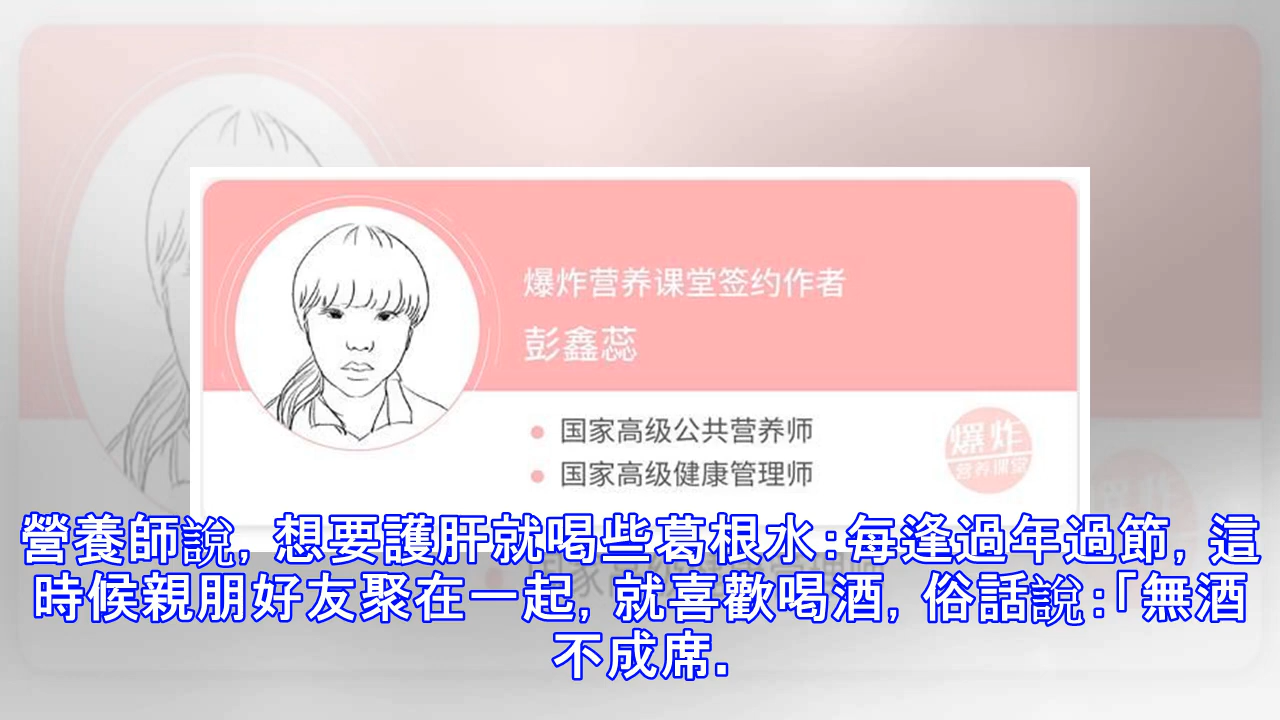 爆炸营养课堂签约作者
彭鑫蕊
国家高级公共营养师
国家高级健康管理师
爆炸
营养课堂
營養師說, 想要護肝就喝些葛根水:每逢過年過節, 這
時候親朋好友聚在一起, 就喜歡喝酒, 俗話說:「無酒
不成席.